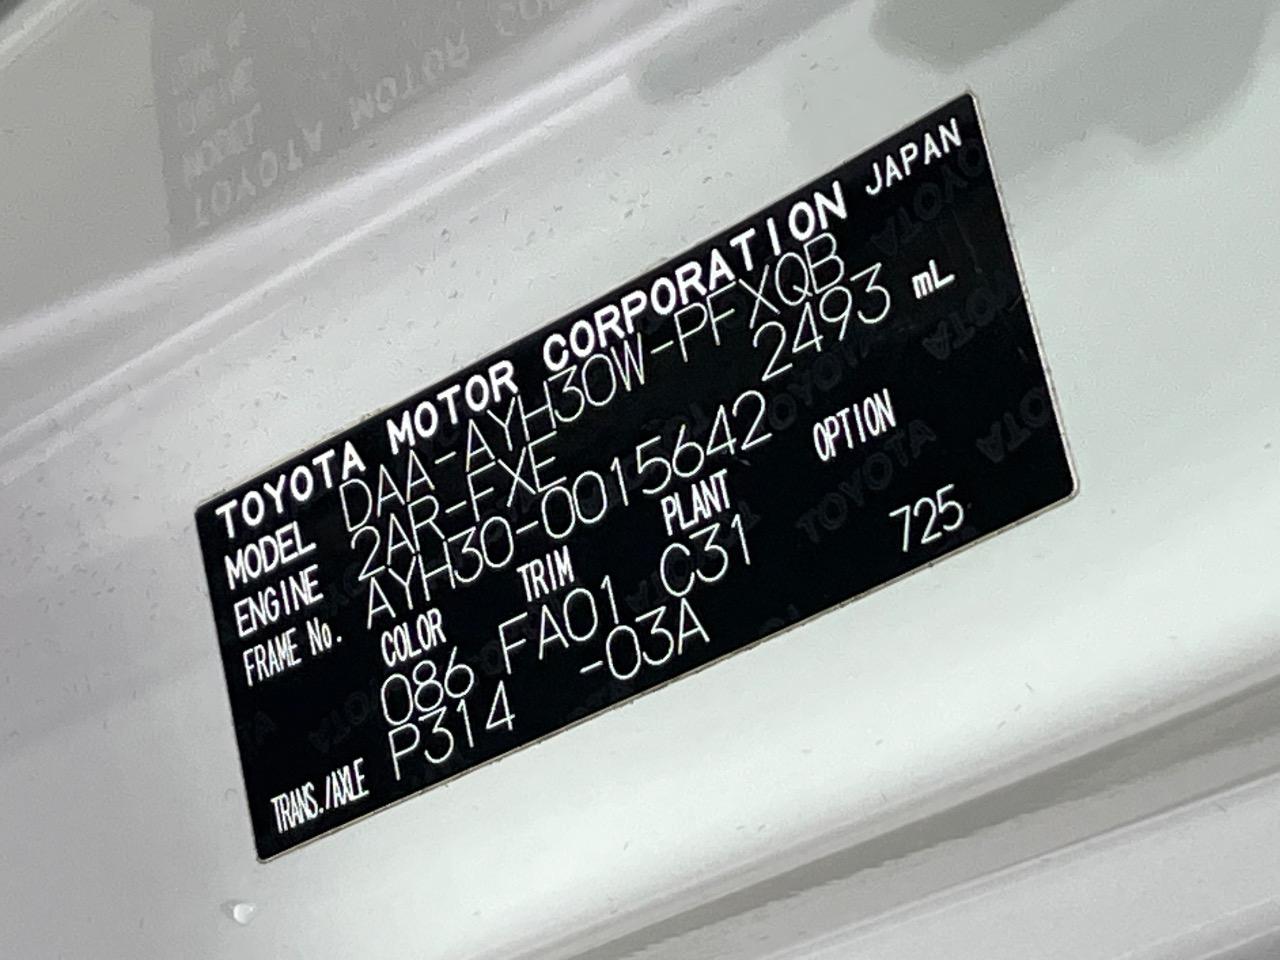 TOYOTA MOTOR CORPORATION JAPAN
MODEL DAA-AYH30W-PFXQB
ENGINE 2AR-FXE 2493 mL
FRAME No. AYH30-0015642
COLOR TRIM PLANT OPTION
086 FA01 C31 725
TRANS./AXLE P314 -03A